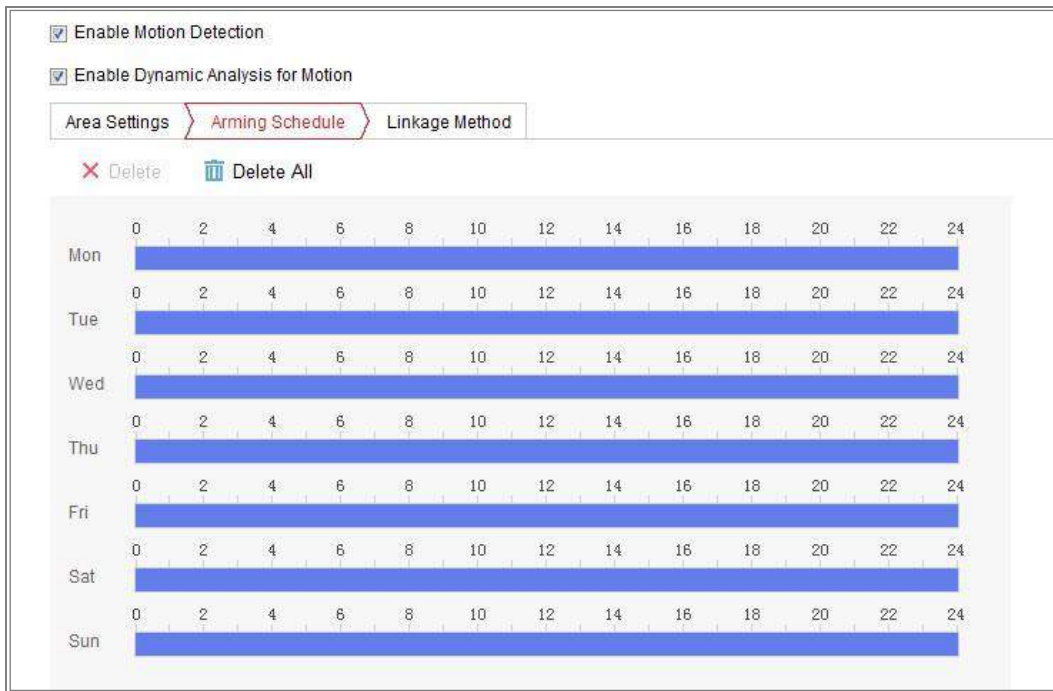 Enable Motion Detection
Enable Dynamic Analysis for Motion
Area Settings Arming Schedule Linkage Method
Delete Delete All
0 2 4 6 8 10 12 14 16 18 20 22 24
Mon
0 2 4 6 8 10 12 14 16 18 20 22 24
Tue
0 2 4 6 8 10 12 14 16 18 20 22 24
Wed
0 2 4 6 8 10 12 14 16 18 20 22 24
Thu
0 2 4 6 8 10 12 14 16 18 20 22 24
Fri
0 2 4 6 8 10 12 14 16 18 20 22 24
Sat
0 2 4 6 8 10 12 14 16 18 20 22 24
Sun